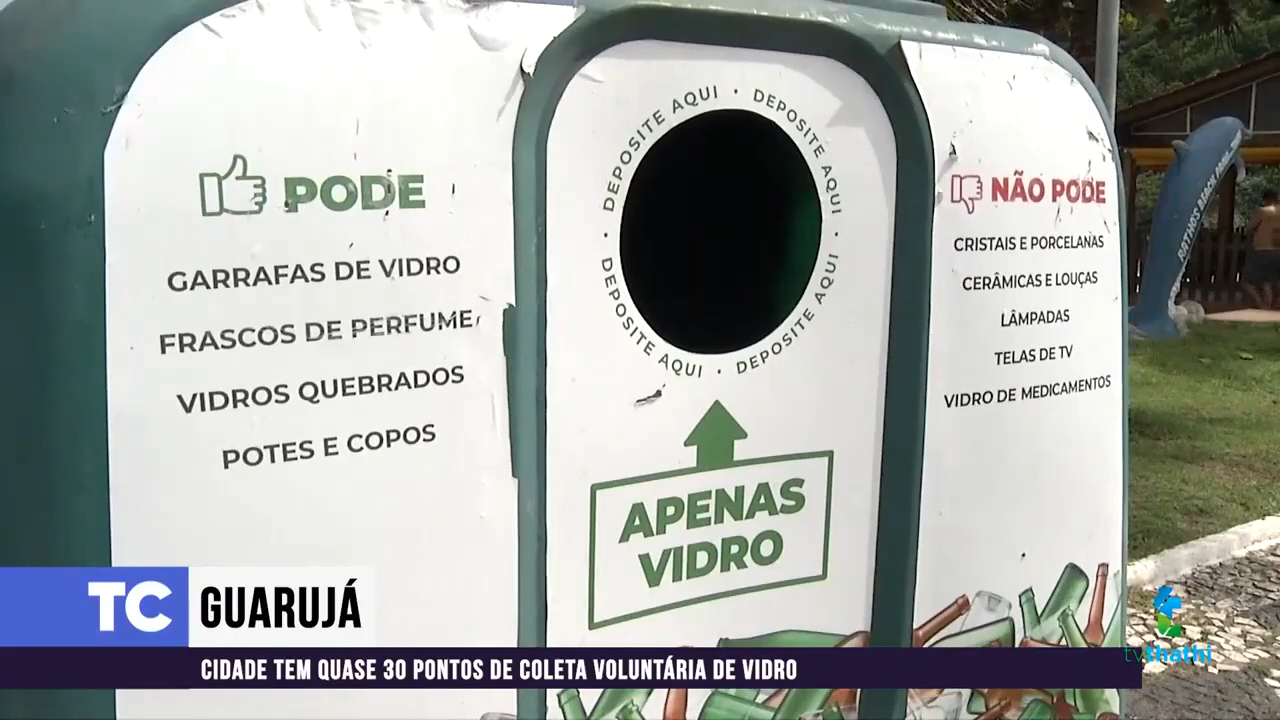 PODE
GARRAFAS DE VIDRO
FRASCOS DE PERFUME
VIDROS QUEBRADOS
POTES E COPOS
DEPOSITE AQUI • DEPOSITE AQUI • DEPOSITE AQUI • DEPOSITE AQUI •
APENAS
VIDRO
NÃO PODE
CRISTAIS E PORCELANAS
CERÂMICAS E LOUÇAS
LÂMPADAS
TELAS DE TV
VIDRO DE MEDICAMENTOS
TC
GUARUJÁ
CIDADE TEM QUASE 30 PONTOS DE COLETA VOLUNTÁRIA DE VIDRO
tvthathi